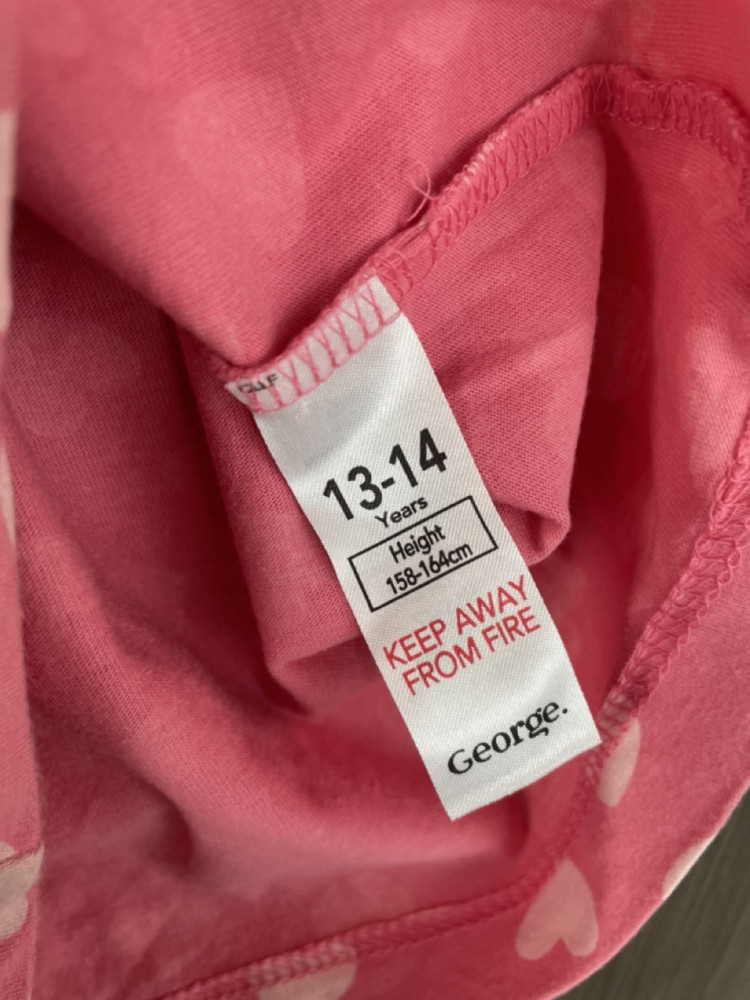 13-14
Years
Height
158-164cm
KEEP AWAY
FROM FIRE
George.